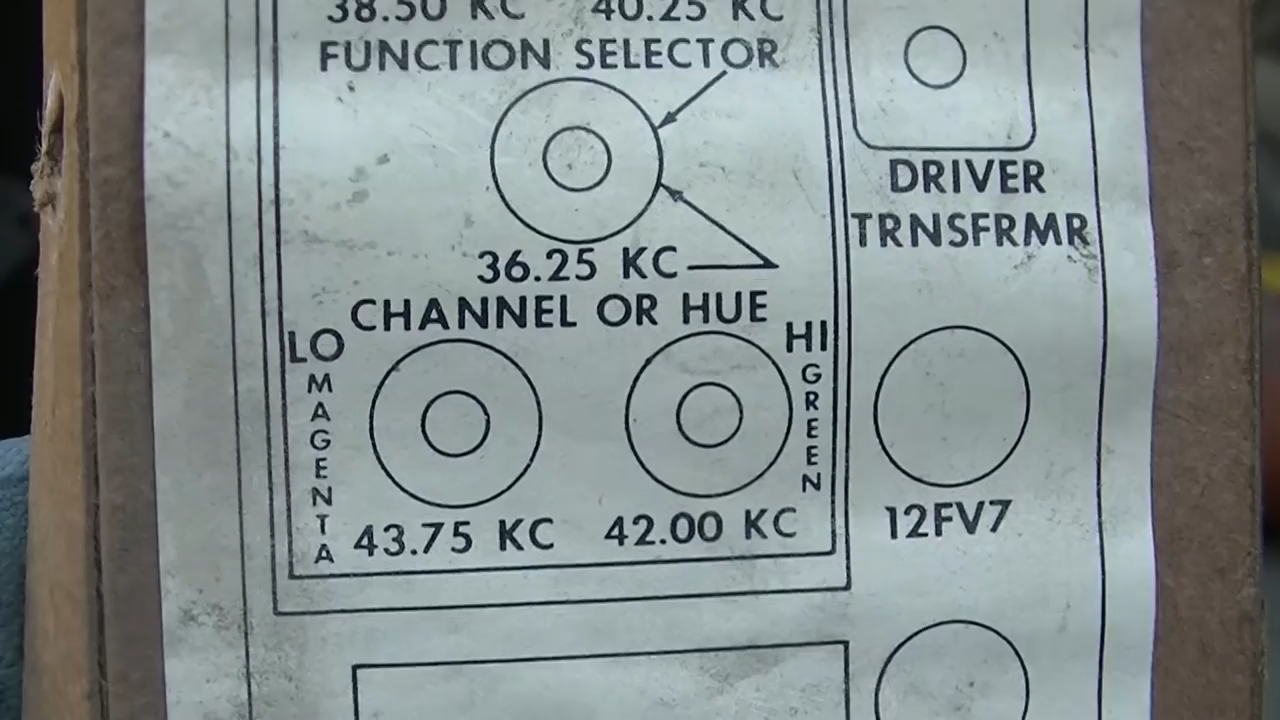 38.50 KC 40.25 KC
FUNCTION SELECTOR
36.25 KC
CHANNEL OR HUE
LO
MAGENTA
HI
GREEN
43.75 KC 42.00 KC
DRIVER
TRNSFRMR
12FV7